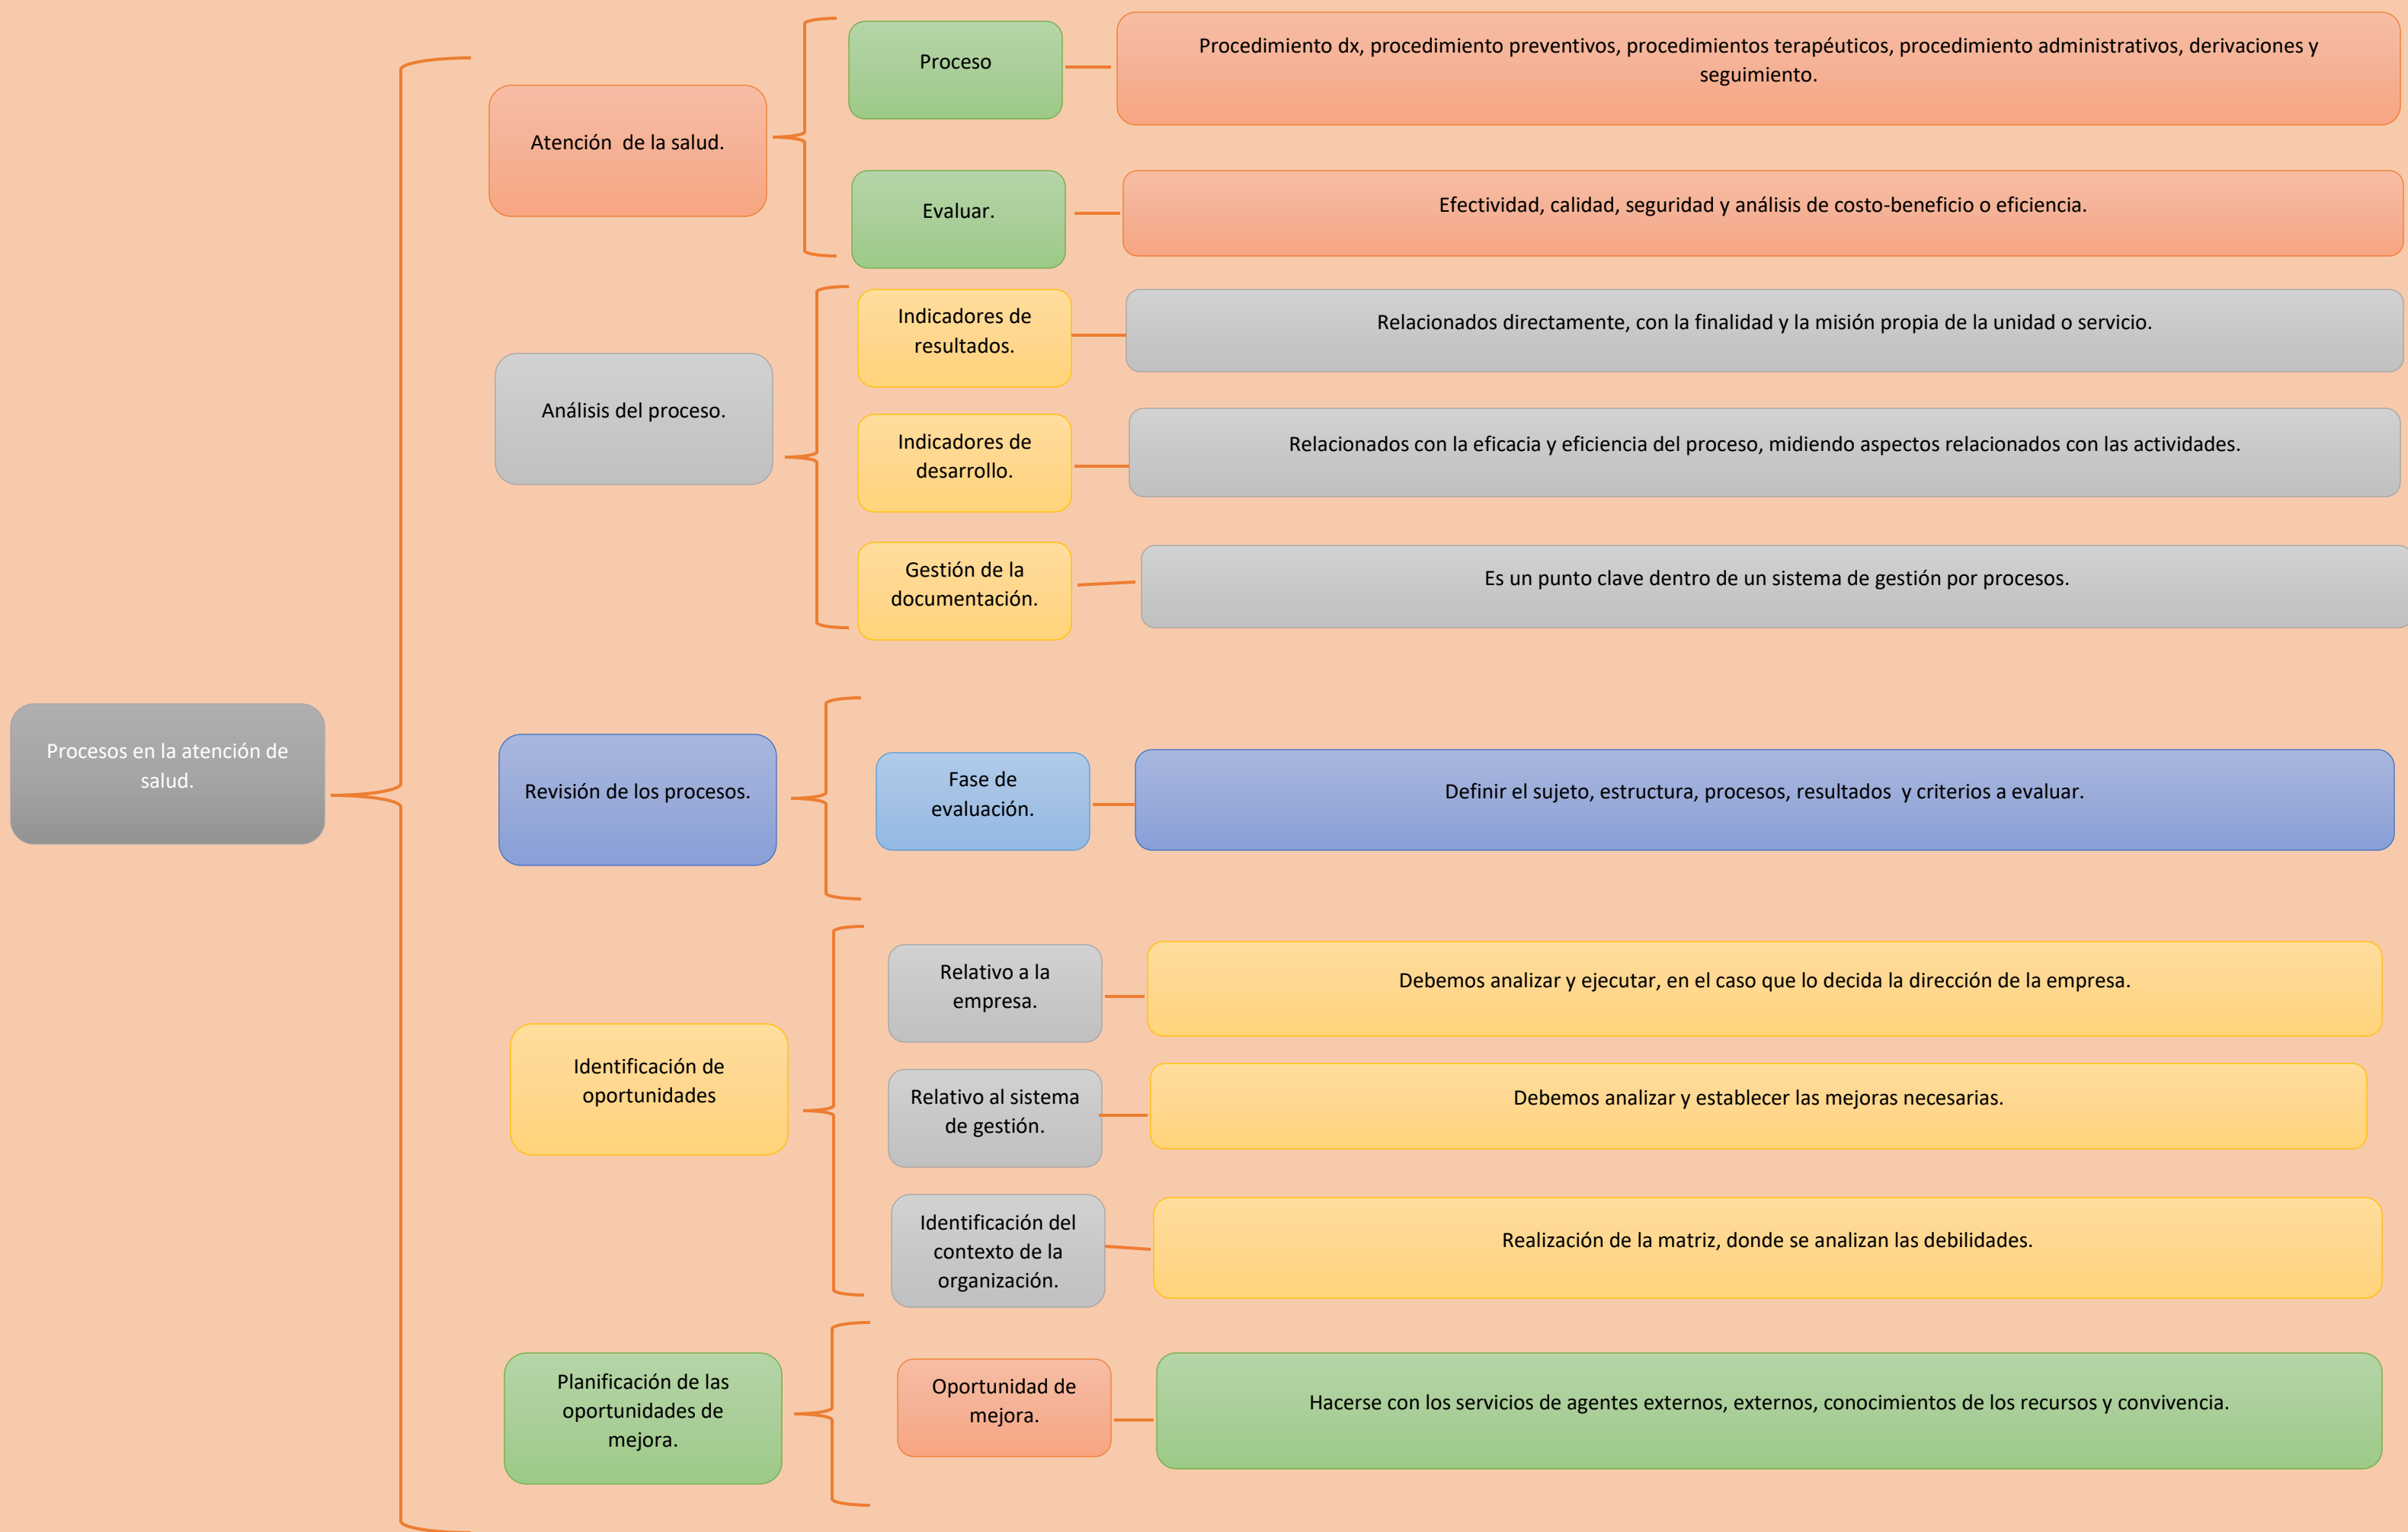 Procesos en la atención de
salud.
Atención  de la salud.
Proceso
Procedimiento dx, procedimiento preventivos, procedimientos terapéuticos, procedimiento administrativos, derivaciones y
seguimiento.
Evaluar.
Efectividad, calidad, seguridad y análisis de costo-beneficio o eficiencia.
Análisis del proceso.
Indicadores de
resultados.
Relacionados directamente, con la finalidad y la misión propia de la unidad o servicio.
Indicadores de
desarrollo.
Relacionados con la eficacia y eficiencia del proceso, midiendo aspectos relacionados con las actividades.
Gestión de la
documentación.
Es un punto clave dentro de un sistema de gestión por procesos.
Revisión de los procesos.
Fase de
evaluación.
Definir el sujeto, estructura, procesos, resultados  y criterios a evaluar.
Identificación de
oportunidades
Relativo a la
empresa.
Debemos analizar y ejecutar, en el caso que lo decida la dirección de la empresa.
Relativo al sistema
de gestión.
Debemos analizar y establecer las mejoras necesarias.
Identificación del
contexto de la
organización.
Realización de la matriz, donde se analizan las debilidades.
Planificación de las
oportunidades de
mejora.
Oportunidad de
mejora.
Hacerse con los servicios de agentes externos, externos, conocimientos de los recursos y convivencia.